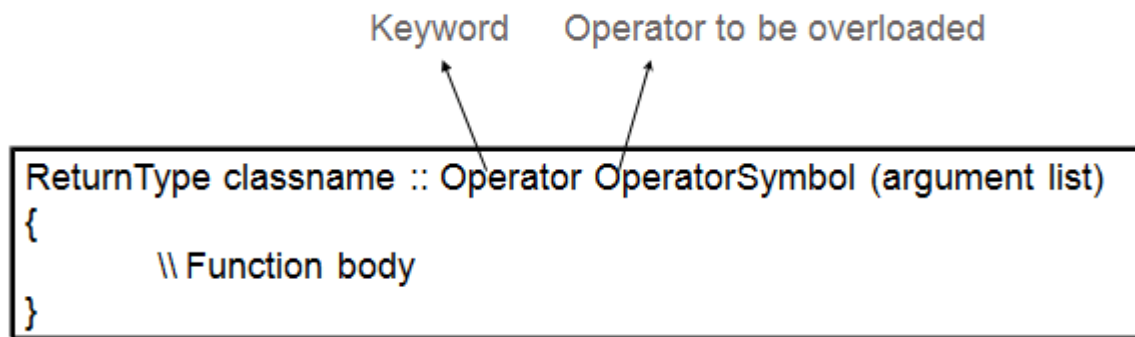 Keyword Operator to be overloaded
ReturnType classname :: Operator OperatorSymbol (argument list)
{
\\ Function body
}